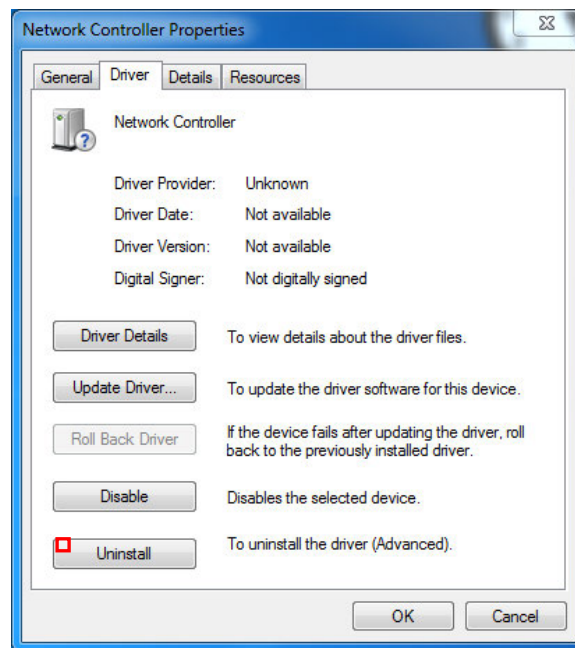 Network Controller Properties
General Driver Details Resources
Network Controller
Driver Provider: Unknown
Driver Date: Not available
Driver Version: Not available
Digital Signer: Not digitally signed
Driver Details To view details about the driver files.
Update Driver... To update the driver software for this device.
Roll Back Driver If the device fails after updating the driver, roll
back to the previously installed driver.
Disable Disables the selected device.
Uninstall To uninstall the driver (Advanced).
OK Cancel